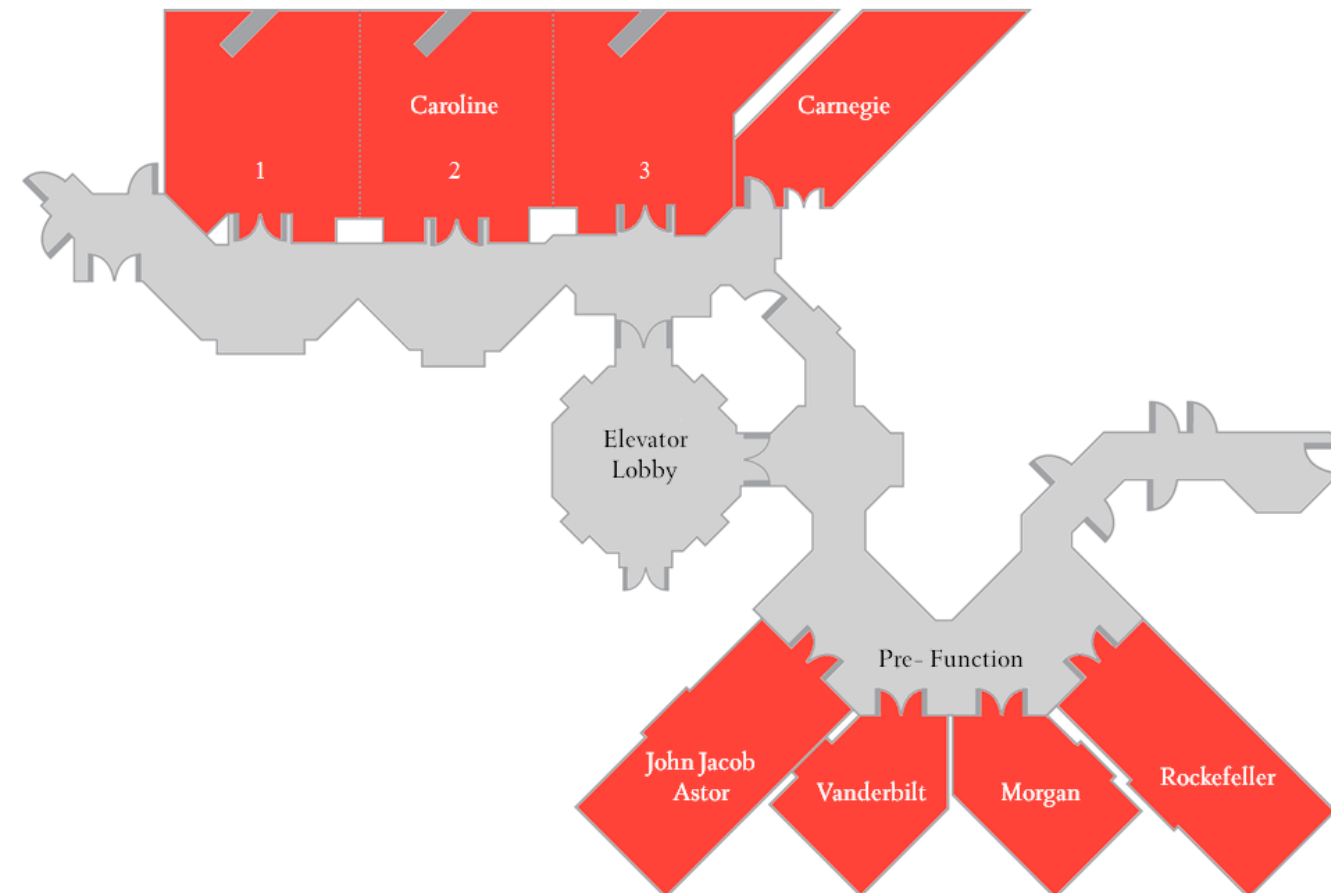 Caroline
Carnegie
1
2
3
Elevator
Lobby
Pre- Function
John Jacob
Astor
Vanderbilt
Morgan
Rockefeller